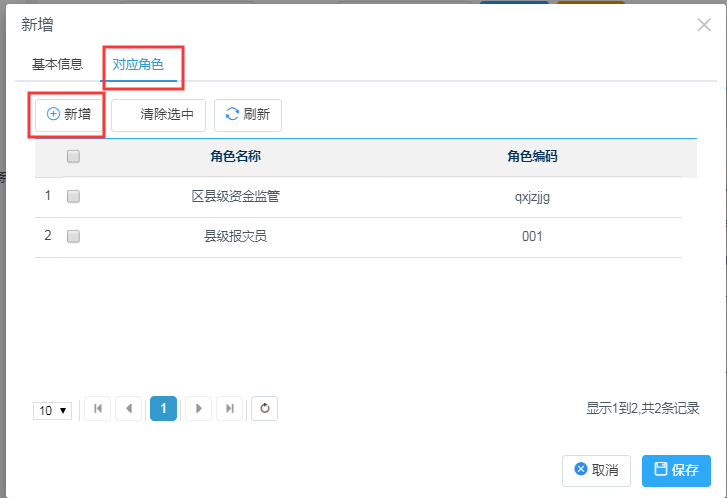 新增
基本信息 对应角色
新增 清除选中 刷新
角色名称 角色编码
1 区县级资金监管 qxjzjjg
2 县级报灾员 001
10 1 显示1到2,共2条记录
取消 保存